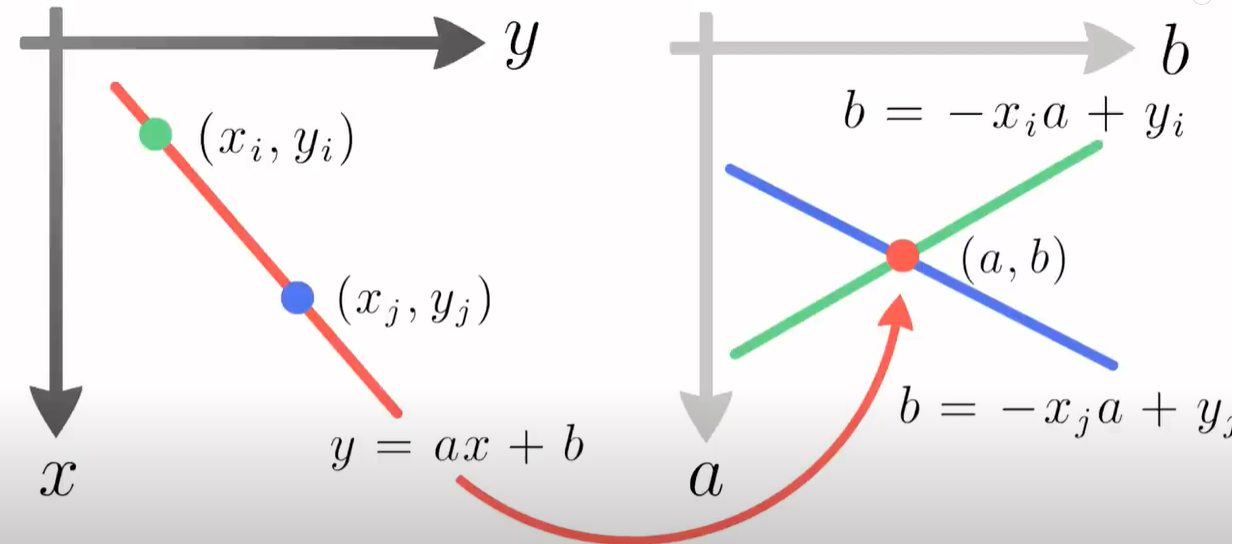 y
(x_i, y_i)
(x_j, y_j)
y = ax + b
x
b
b = −x_i a + y_i
(a, b)
b = −x_j a + y_j
a